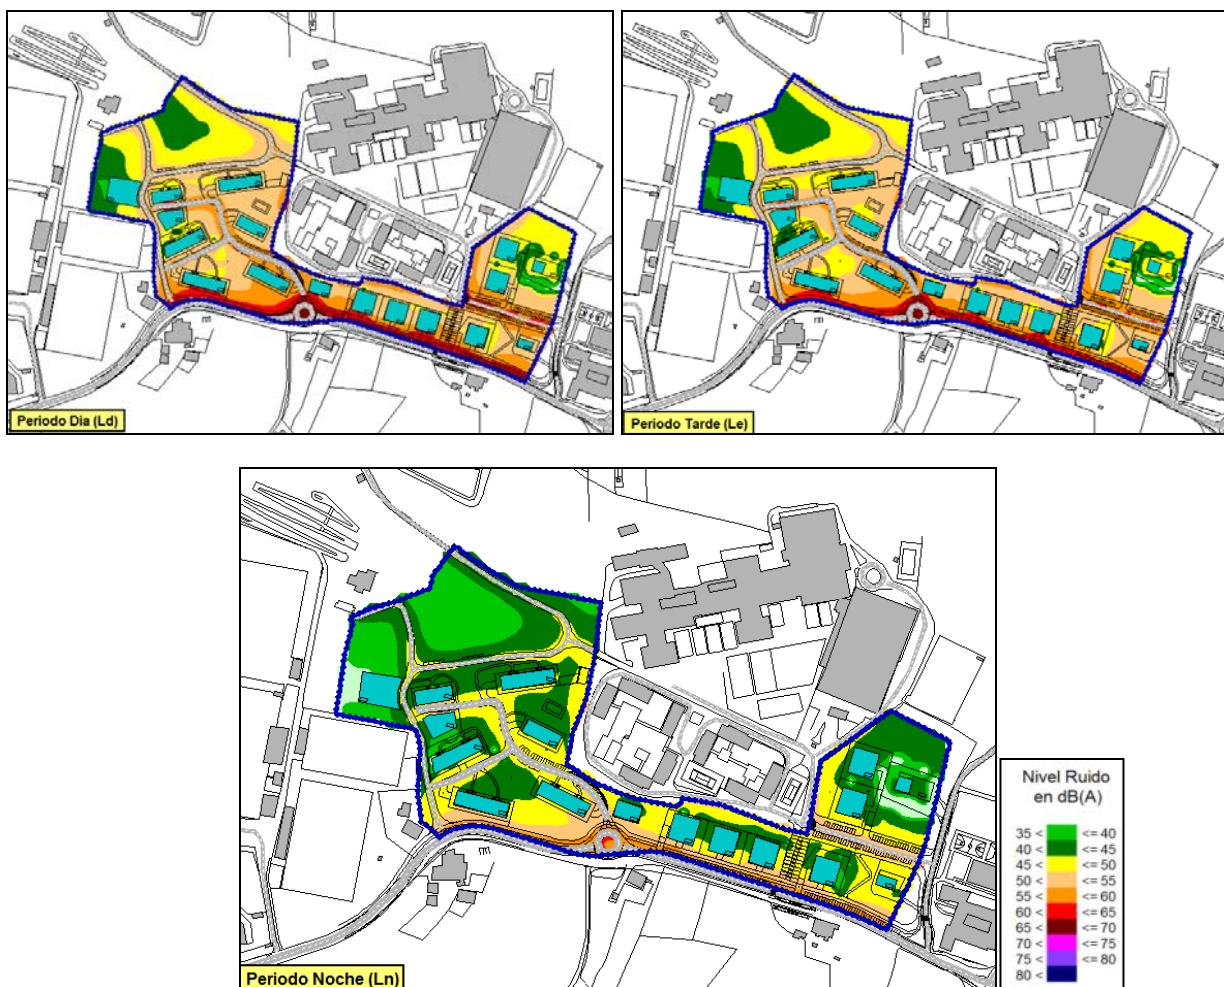 Periodo Dia (Ld)
Periodo Tarde (Le)
Periodo Noche (Ln)
Nivel Ruido
en dB(A)
35 < <= 40
40 < <= 45
45 < <= 50
50 < <= 55
55 < <= 60
60 < <= 65
65 < <= 70
70 < <= 75
75 < <= 80
80 <